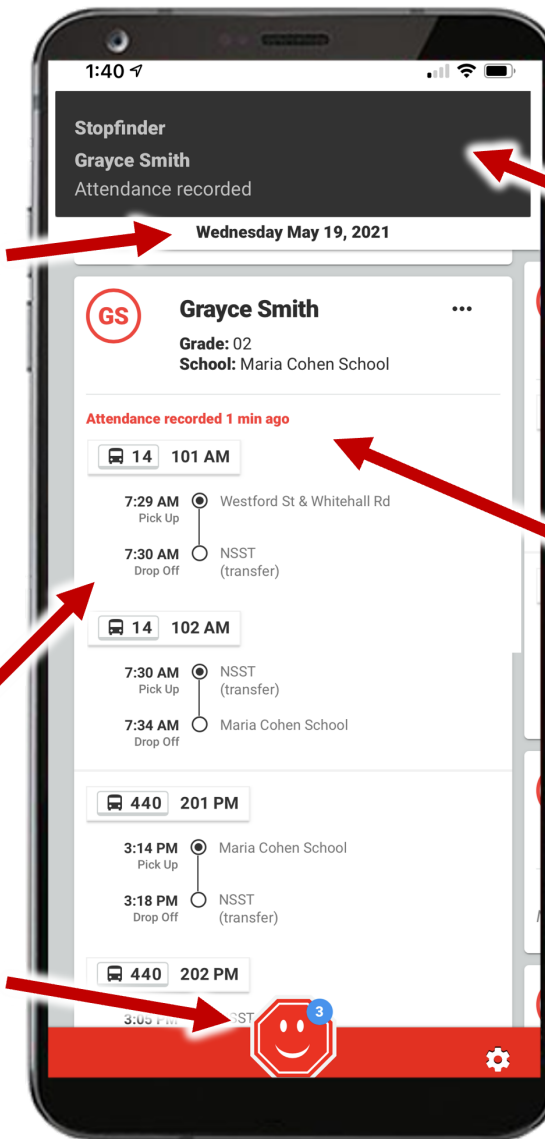 1:40
Stopfinder
Grayce Smith
Attendance recorded
Wednesday May 19, 2021
GS Grayce Smith
Grade: 02
School: Maria Cohen School
Attendance recorded 1 min ago
14 101 AM
7:29 AM Westford St & Whitehall Rd
Pick Up
7:30 AM NSST
Drop Off (transfer)
14 102 AM
7:30 AM NSST
Pick Up (transfer)
7:34 AM Maria Cohen School
Drop Off
440 201 PM
3:14 PM Maria Cohen School
Pick Up
3:18 PM NSST
Drop Off (transfer)
440 202 PM
3
3:05 PM